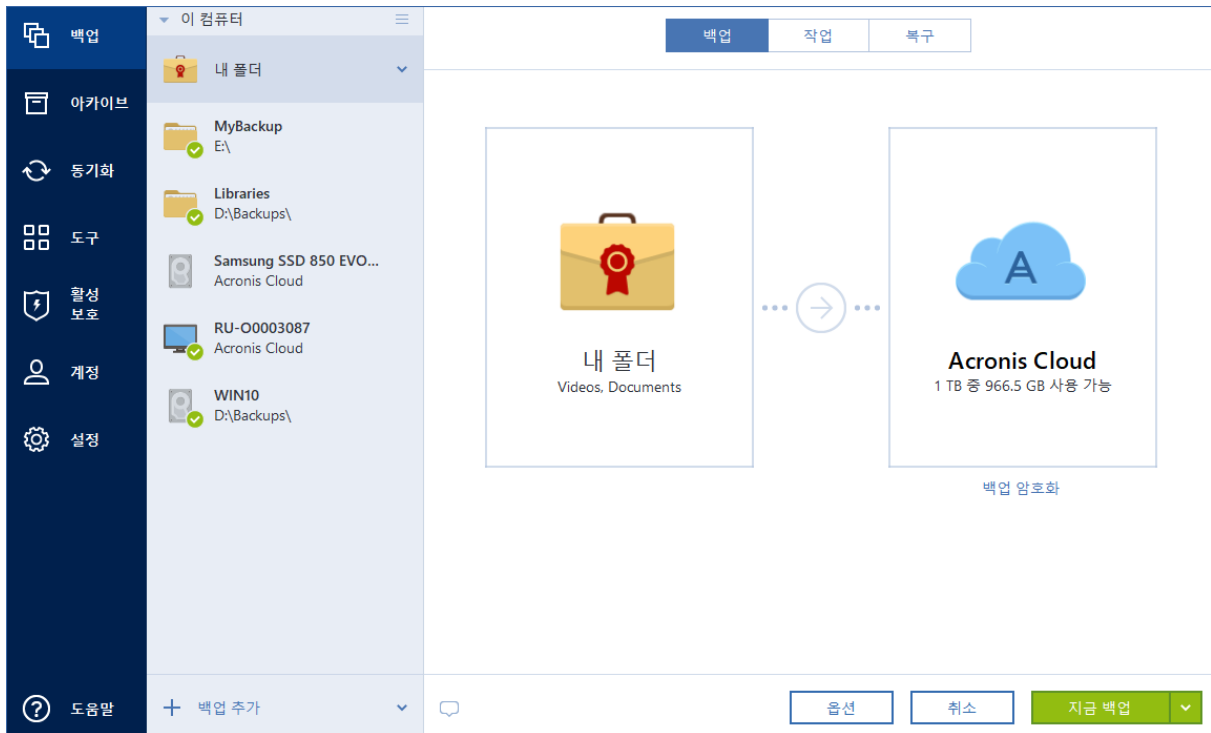 백업
아카이브
동기화
도구
활성
보호
계정
설정
도움말
이 컴퓨터
내 폴더
MyBackup
E:\
Libraries
D:\Backups\
Samsung SSD 850 EVO...
Acronis Cloud
RU-O0003087
Acronis Cloud
WIN10
D:\Backups\
백업 추가
백업 작업 복구
내 폴더
Videos, Documents
Acronis Cloud
1 TB 중 966.5 GB 사용 가능
백업 암호화
옵션 취소 지금 백업